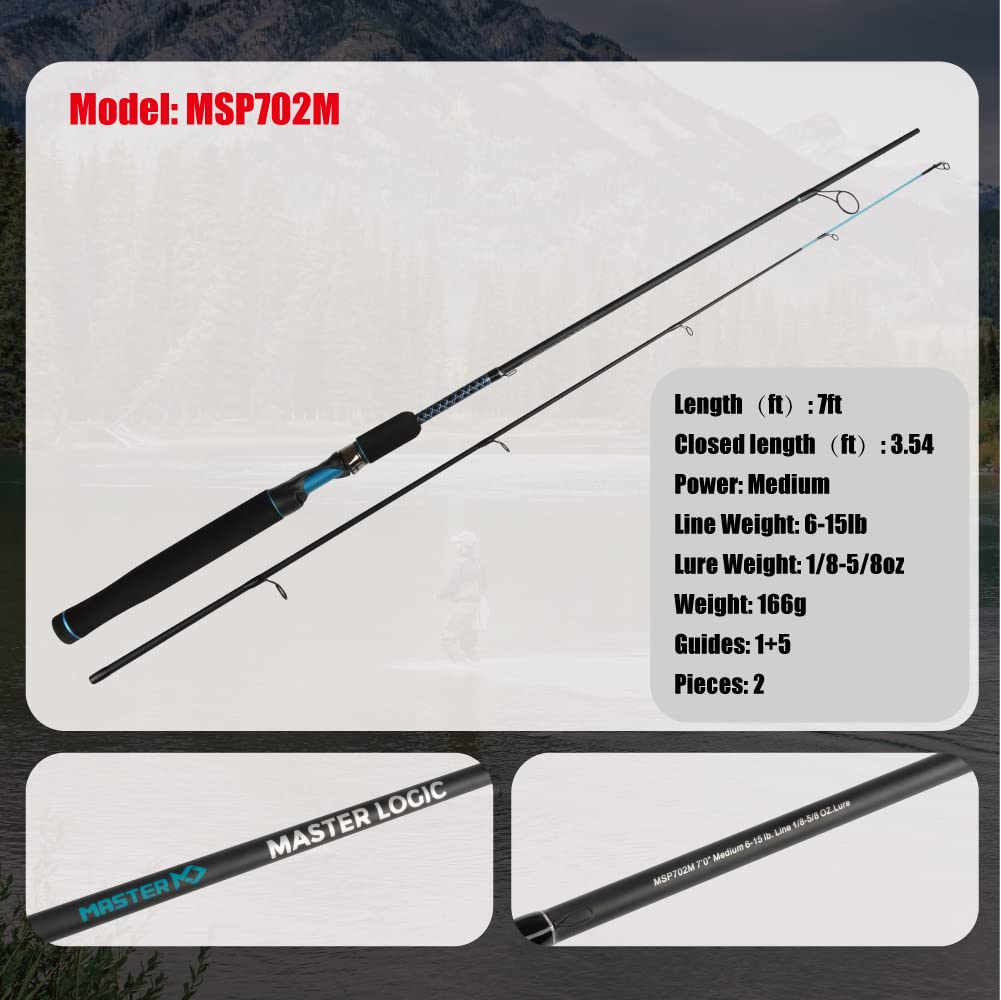 Model: MSP702M
Length（ft）: 7ft
Closed length（ft）: 3.54
Power: Medium
Line Weight: 6-15lb
Lure Weight: 1/8-5/8oz
Weight: 166g
Guides: 1+5
Pieces: 2
MASTER MASTER LOGIC
MSP702M 7'0" Medium 6-15 lb. Line 1/8-5/8 OZ.Lure